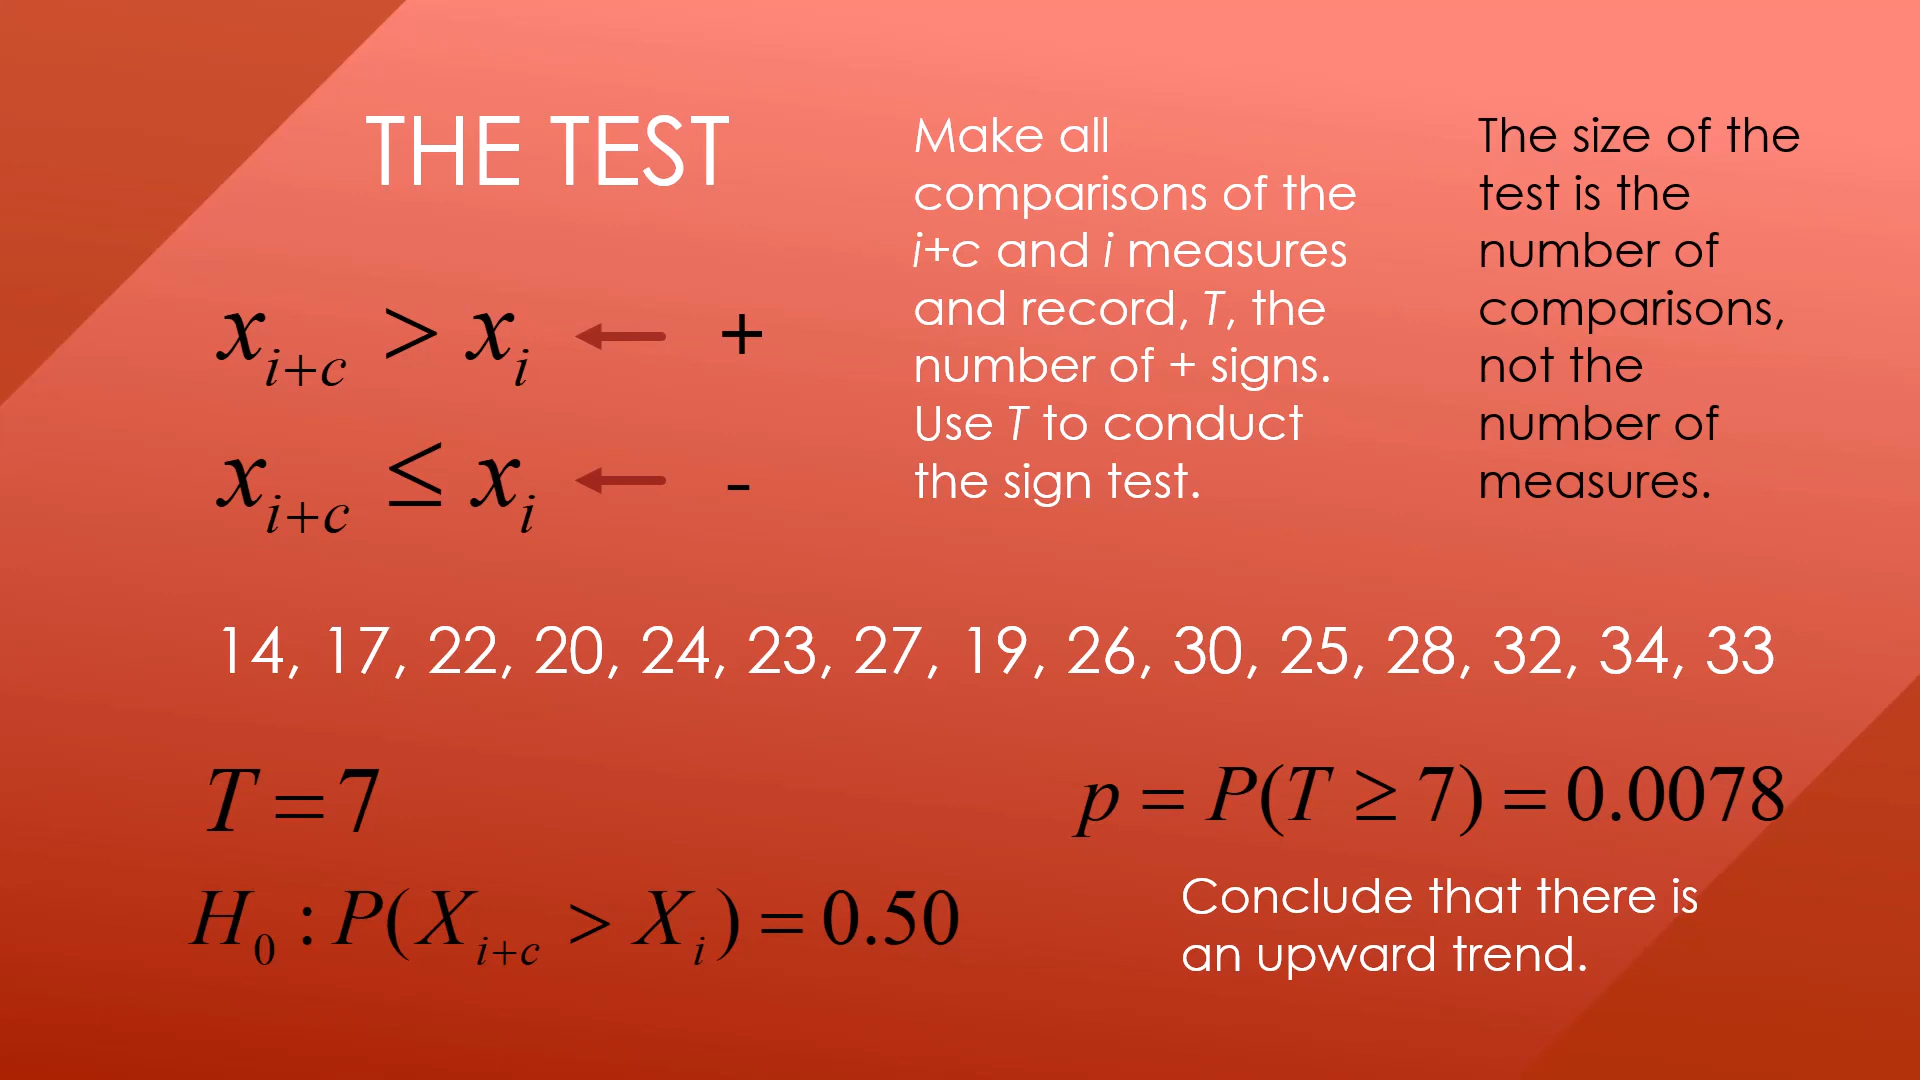 THE TEST
x_{i+c} > x_i ← +
x_{i+c} ≤ x_i ← -
Make all
comparisons of the
i+c and i measures
and record, T, the
number of + signs.
Use T to conduct
the sign test.
The size of the
test is the
number of
comparisons,
not the
number of
measures.
14, 17, 22, 20, 24, 23, 27, 19, 26, 30, 25, 28, 32, 34, 33
T = 7
H_0 : P(X_{i+c} > X_i) = 0.50
p = P(T ≥ 7) = 0.0078
Conclude that there is
an upward trend.